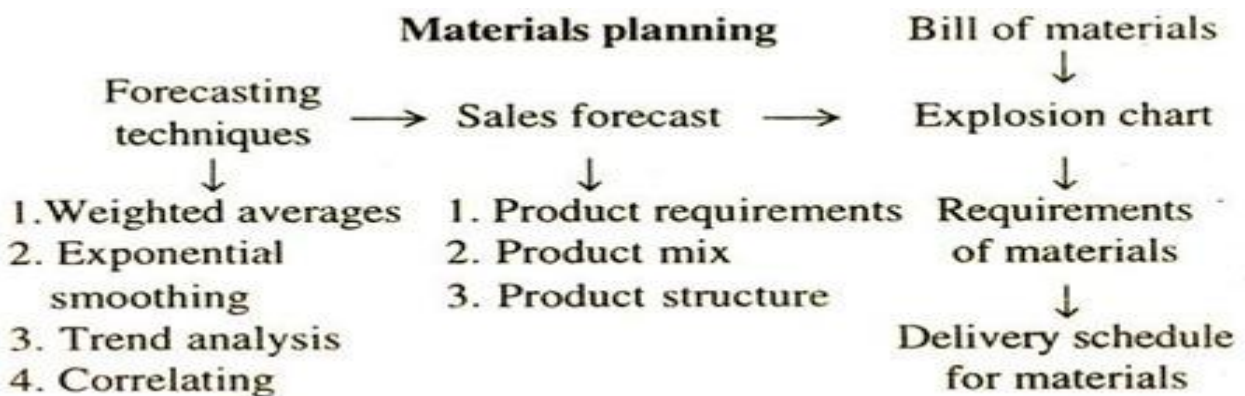 Materials planning
Bill of materials
↓
Forecasting
techniques
→ Sales forecast →
Explosion chart
↓
1.Weighted averages
2. Exponential
smoothing
3. Trend analysis
4. Correlating
↓
1. Product requirements
2. Product mix
3. Product structure
↓
Requirements
of materials
↓
Delivery schedule
for materials